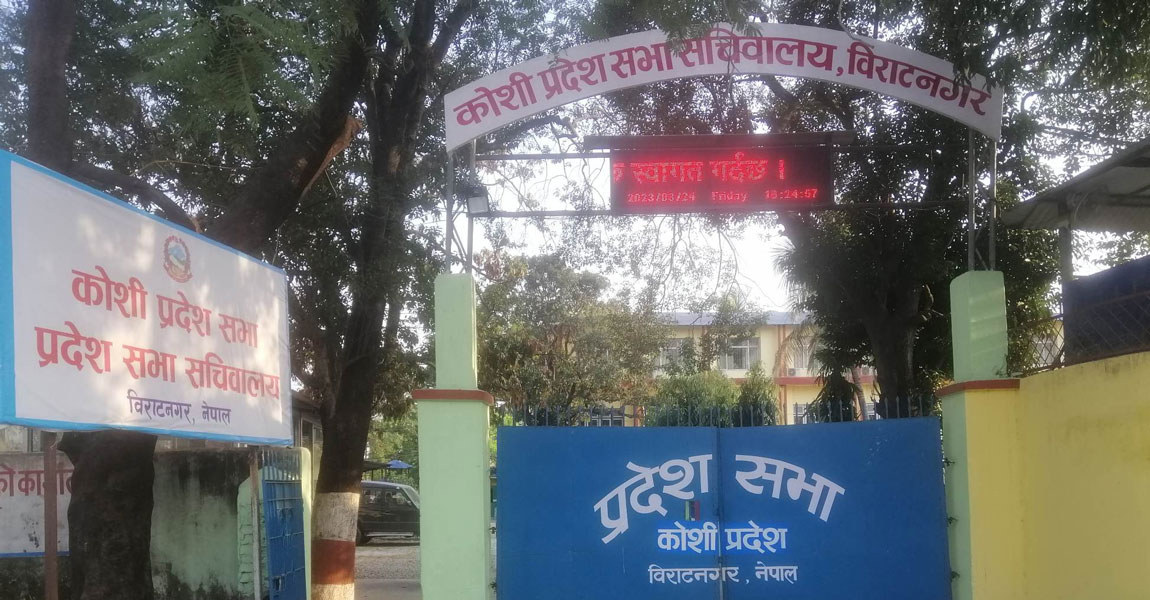 कोशी प्रदेश सभा सचिवालय, विराटनगर
स्वागत गर्दछ ।
2023/03/24 Friday 16:24:57
कोशी प्रदेश सभा
प्रदेश सभा सचिवालय
विराटनगर, नेपाल
प्रदेश सभा
कोशी प्रदेश
विराटनगर, नेपाल